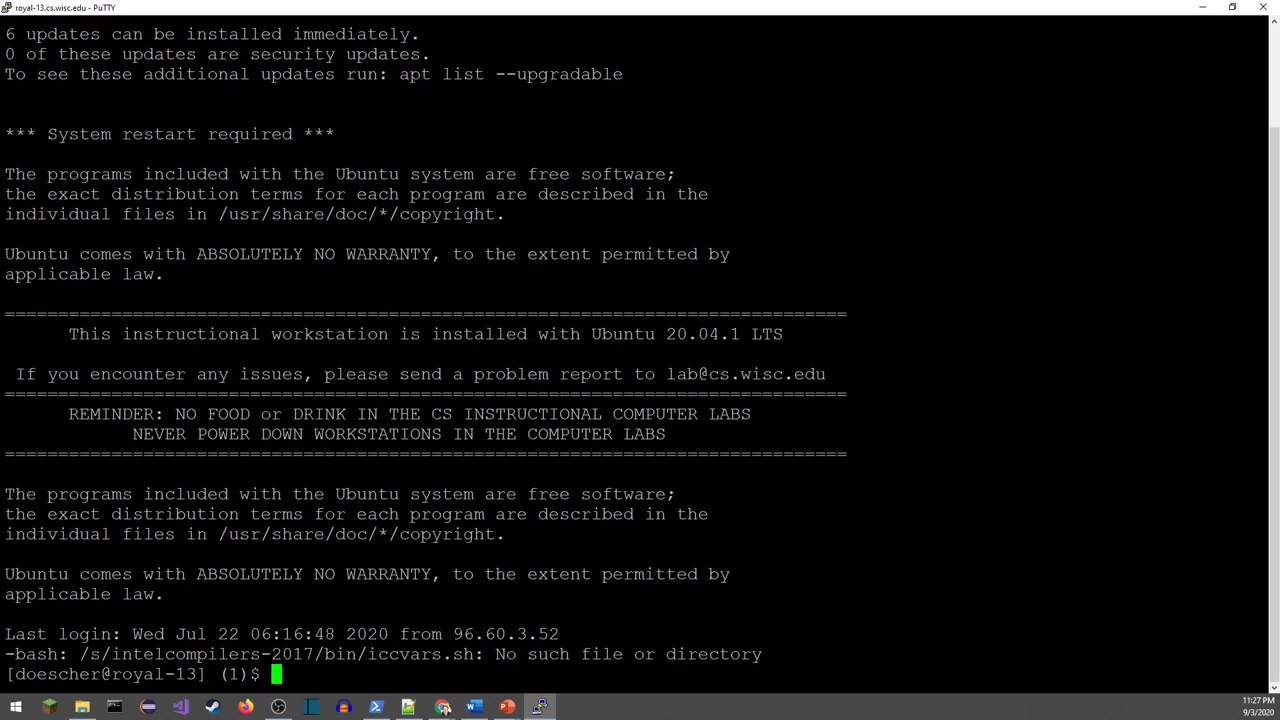 royal-13.cs.wisc.edu - PuTTY
6 updates can be installed immediately.
0 of these updates are security updates.
To see these additional updates run: apt list --upgradable
*** System restart required ***
The programs included with the Ubuntu system are free software;
the exact distribution terms for each program are described in the
individual files in /usr/share/doc/*/copyright.
Ubuntu comes with ABSOLUTELY NO WARRANTY, to the extent permitted by
applicable law.
===============================================================================
This instructional workstation is installed with Ubuntu 20.04.1 LTS
If you encounter any issues, please send a problem report to lab@cs.wisc.edu
===============================================================================
REMINDER: NO FOOD or DRINK IN THE CS INSTRUCTIONAL COMPUTER LABS
NEVER POWER DOWN WORKSTATIONS IN THE COMPUTER LABS
===============================================================================
The programs included with the Ubuntu system are free software;
the exact distribution terms for each program are described in the
individual files in /usr/share/doc/*/copyright.
Ubuntu comes with ABSOLUTELY NO WARRANTY, to the extent permitted by
applicable law.
Last login: Wed Jul 22 06:16:48 2020 from 96.60.3.52
-bash: /s/intelcompilers-2017/bin/iccvars.sh: No such file or directory
[doescher@royal-13] (1)$
11:27 PM
9/3/2020